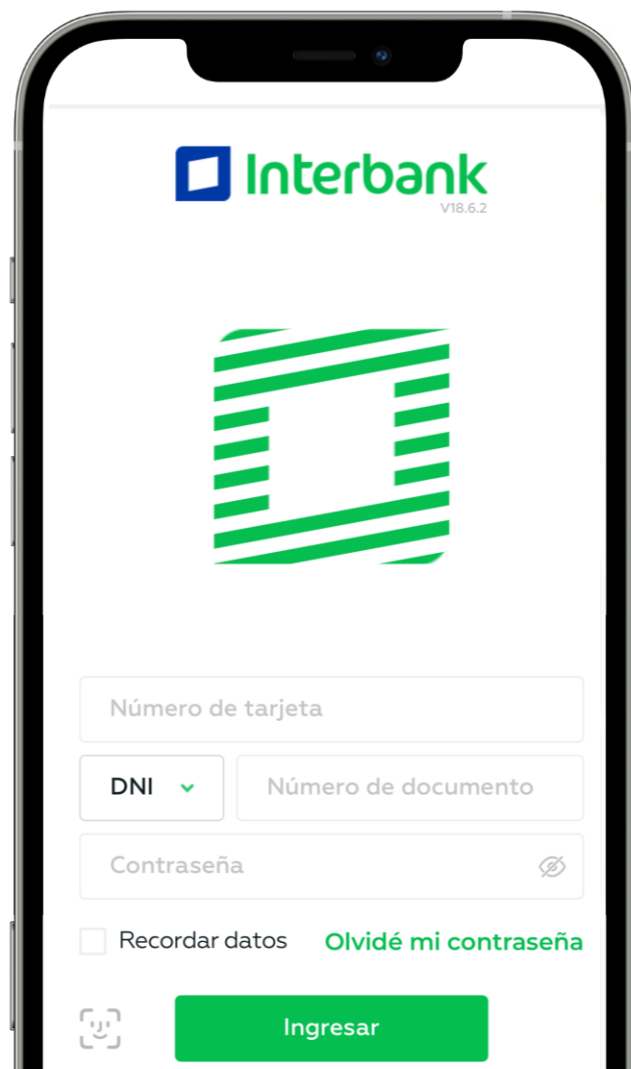 Interbank
V18.6.2
Número de tarjeta
DNI Número de documento
Contraseña
Recordar datos Olvidé mi contraseña
Ingresar